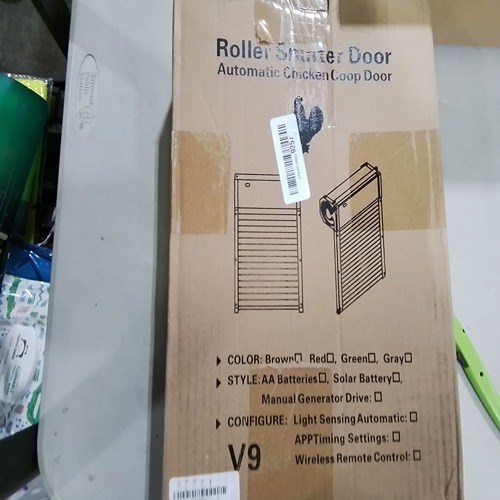 Roller Shutter Door
Automatic Chicken Coop Door
COLOR: Brown☐ Red☐, Green☐, Gray☐
STYLE: AA Batteries☐, Solar Battery☐,
Manual Generator Drive: ☐
CONFIGURE: Light Sensing Automatic: ☐
APPTiming Settings: ☐
Wireless Remote Control: ☐
V9